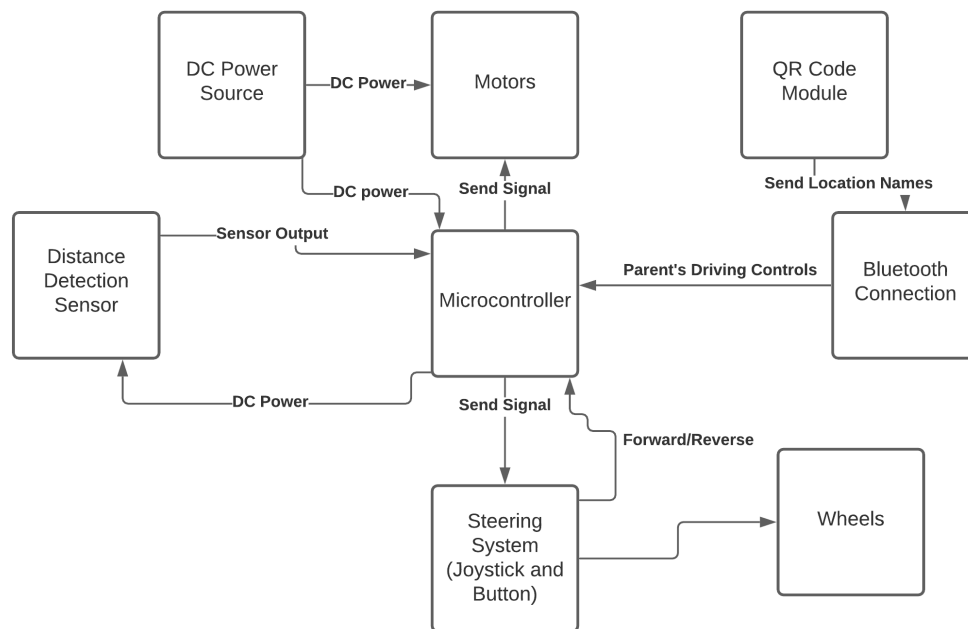 DC Power
Source
DC Power
Motors
QR Code
Module
DC power
Send Signal
Send Location Names
Sensor Output
Distance
Detection
Sensor
Microcontroller
Parent's Driving Controls
Bluetooth
Connection
DC Power
Send Signal
Forward/Reverse
Steering
System
(Joystick and
Button)
Wheels